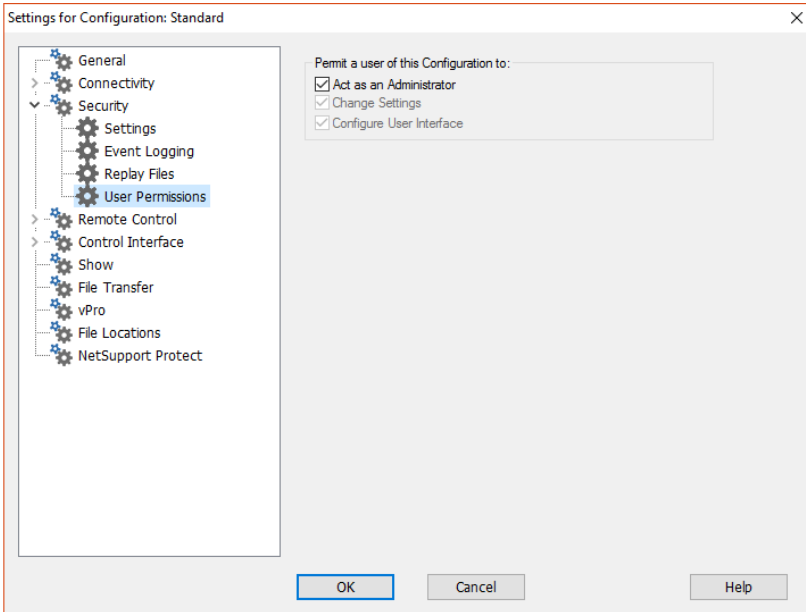 Settings for Configuration: Standard
General
Connectivity
Security
Settings
Event Logging
Replay Files
User Permissions
Remote Control
Control Interface
Show
File Transfer
vPro
File Locations
NetSupport Protect
Permit a user of this Configuration to:
Act as an Administrator
Change Settings
Configure User Interface
OK
Cancel
Help